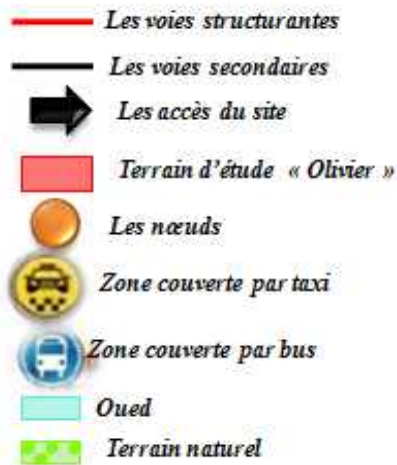 Les voies structurantes
Les voies secondaires
Les accès du site
Terrain d'étude « Olivier »
Les nœuds
Zone couverte par taxi
Zone couverte par bus
Oued
Terrain naturel